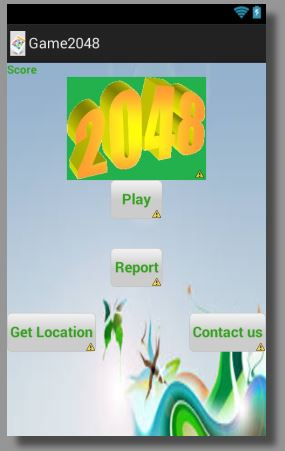 Game2048
Score
2048
Play
Report
Get Location
Contact us